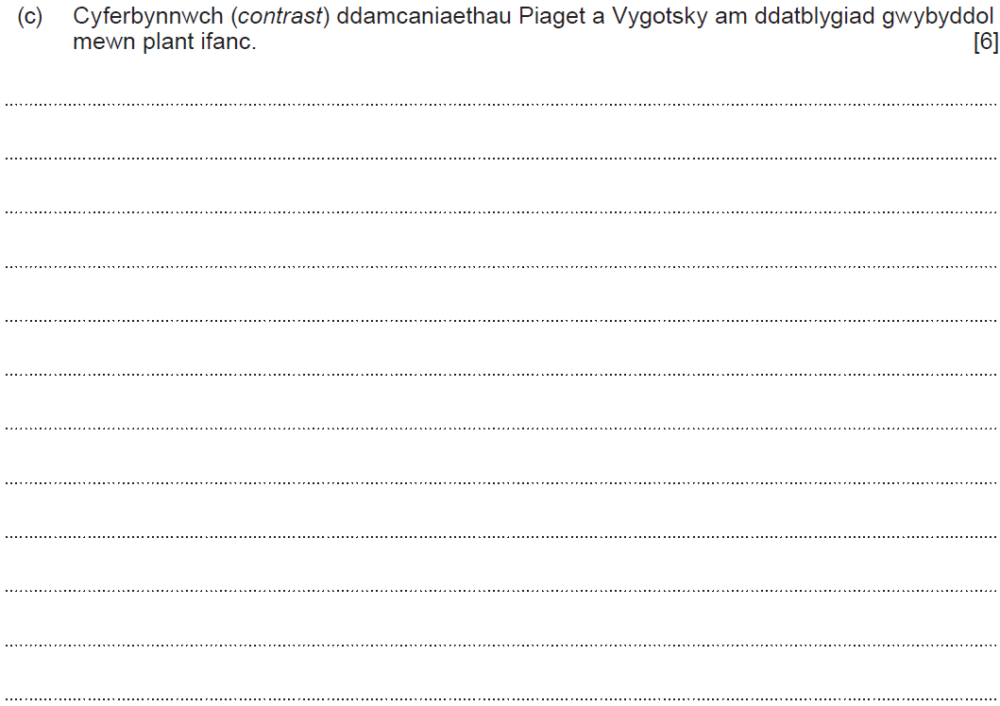 (c) Cyferbynnwch (contrast) ddamcaniaethau Piaget a Vygotsky am ddatblygiad gwybyddol
mewn plant ifanc. [6]